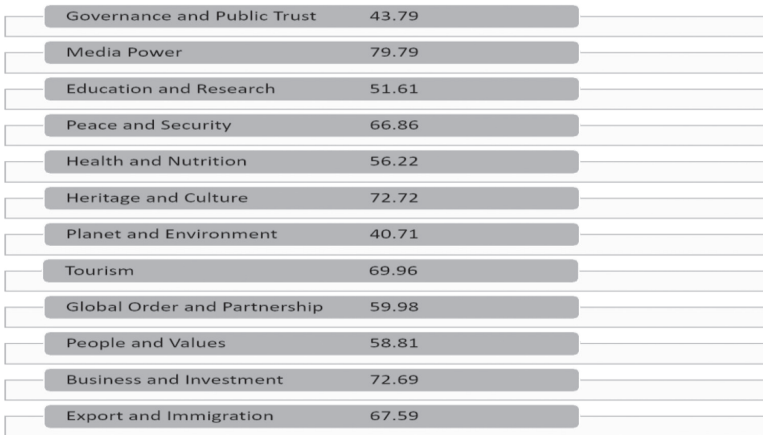 Governance and Public Trust 43.79
Media Power 79.79
Education and Research 51.61
Peace and Security 66.86
Health and Nutrition 56.22
Heritage and Culture 72.72
Planet and Environment 40.71
Tourism 69.96
Global Order and Partnership 59.98
People and Values 58.81
Business and Investment 72.69
Export and Immigration 67.59